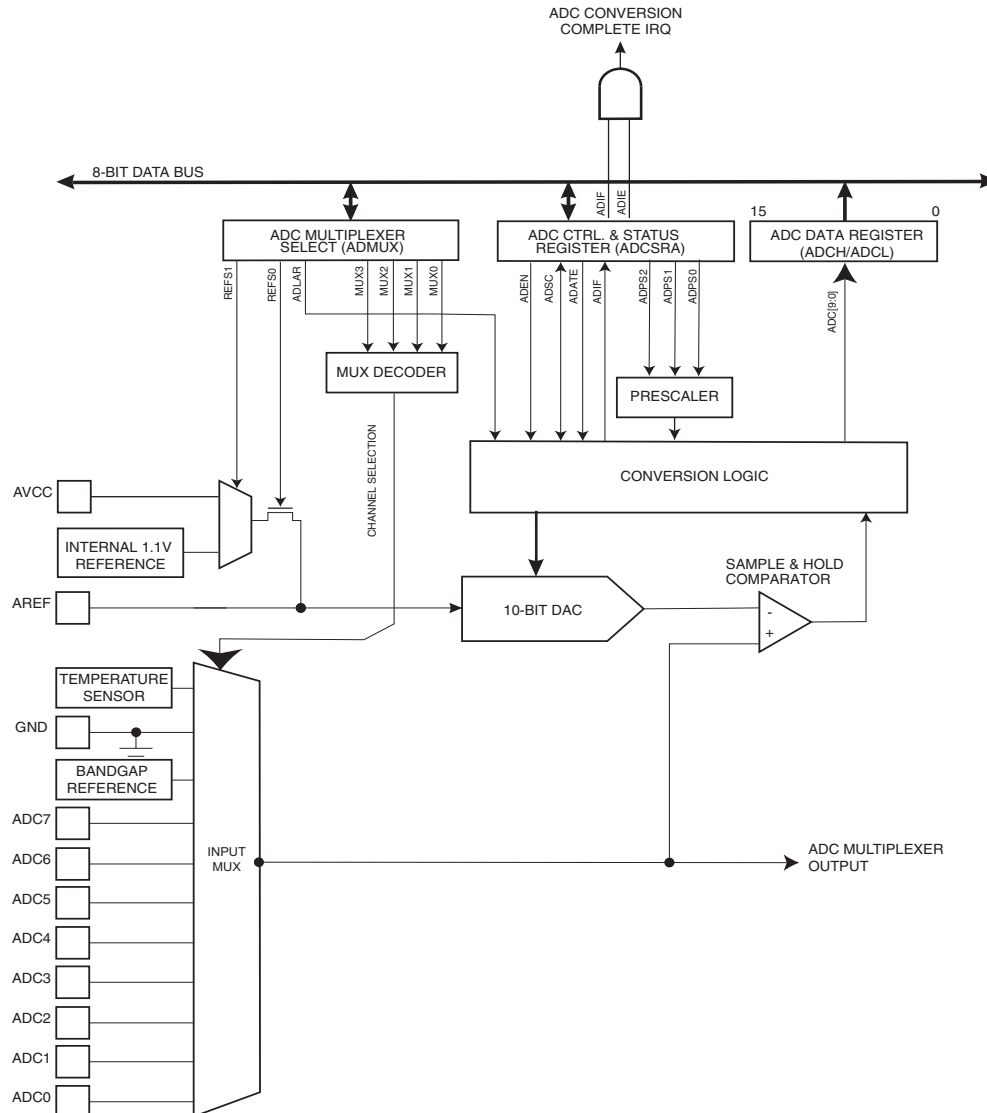 ADC CONVERSION
COMPLETE IRQ
8-BIT DATA BUS
ADIF
ADIE
15
0
ADC MULTIPLEXER
SELECT (ADMUX)
ADC CTRL. & STATUS
REGISTER (ADCSRA)
ADC DATA REGISTER
(ADCH/ADCL)
REFS1
REFS0
ADLAR
MUX3
MUX2
MUX1
MUX0
ADEN
ADSC
ADATE
ADIF
ADPS2
ADPS1
ADPS0
ADC[9:0]
MUX DECODER
PRESCALER
CHANNEL SELECTION
CONVERSION LOGIC
AVCC
INTERNAL 1.1V
REFERENCE
SAMPLE & HOLD
COMPARATOR
AREF
10-BIT DAC
-
+
TEMPERATURE
SENSOR
GND
BANDGAP
REFERENCE
ADC7
ADC6
INPUT
MUX
ADC MULTIPLEXER
OUTPUT
ADC5
ADC4
ADC3
ADC2
ADC1
ADC0